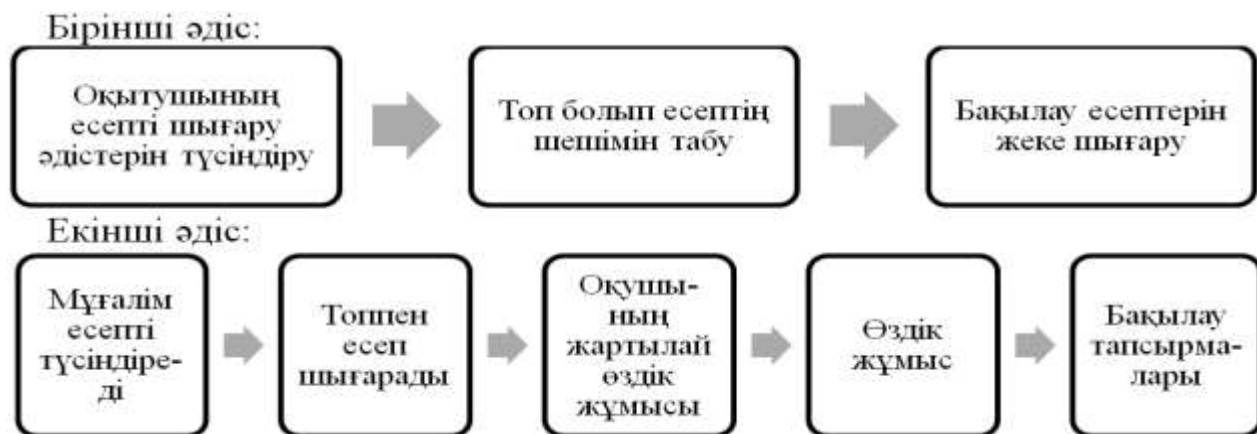 Бірінші әдіс:
Оқытушының
есепті шығару
әдістерін түсіндіру
Топ болып есептің
шешімін табу
Бақылау есептерін
жеке шығару
Екінші әдіс:
Мұғалім
есепті
түсіндіре-
ді
Топпен
есеп
шығарады
Оқушы-
ның
жартылай
өздік
жұмысы
Өздік
жұмыс
Бақылау
тапсырма-
лары